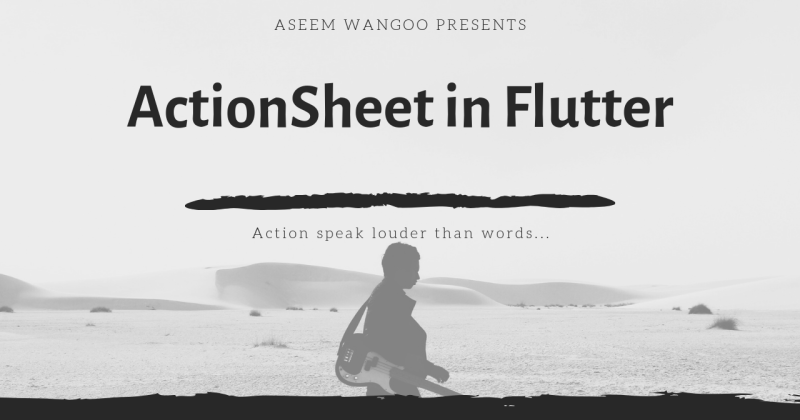 ASEEM WANGOO PRESENTS
ActionSheet in Flutter
Action speak louder than words...